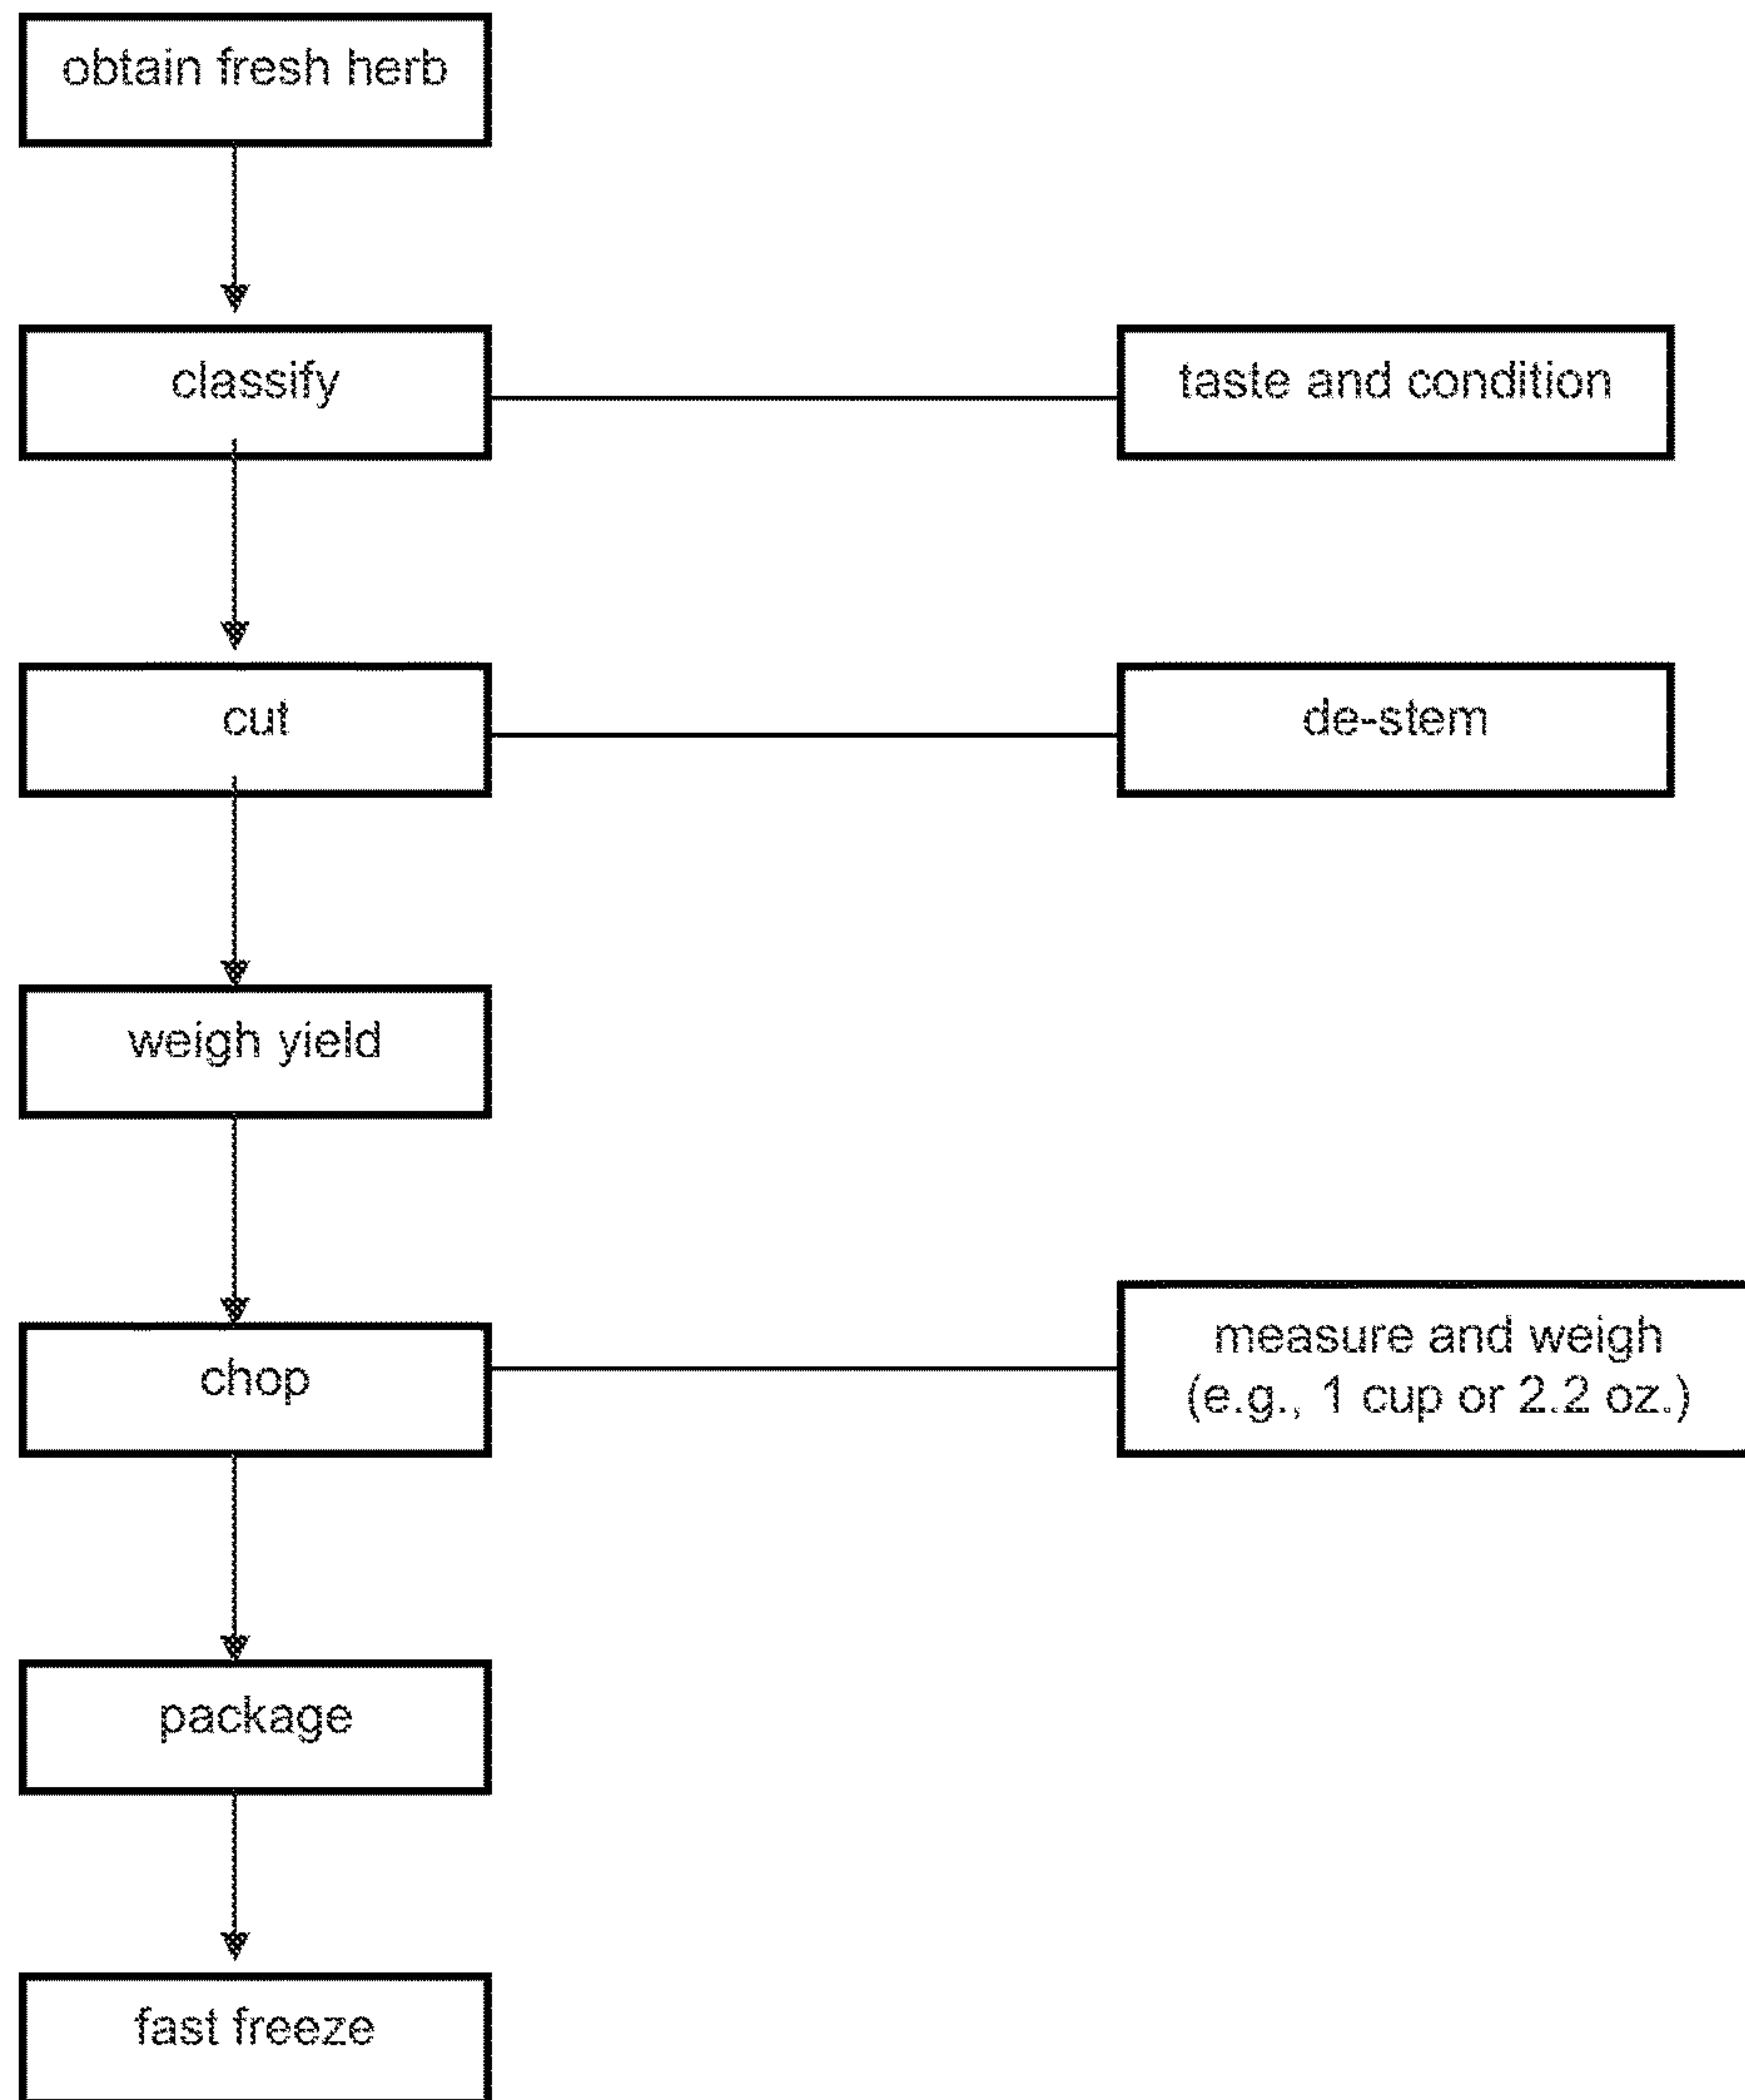 obtain fresh herb
classify
taste and condition
cut
de-stem
weigh yield
chop
measure and weigh
(e.g., 1 cup or 2.2 oz.)
package
fast freeze